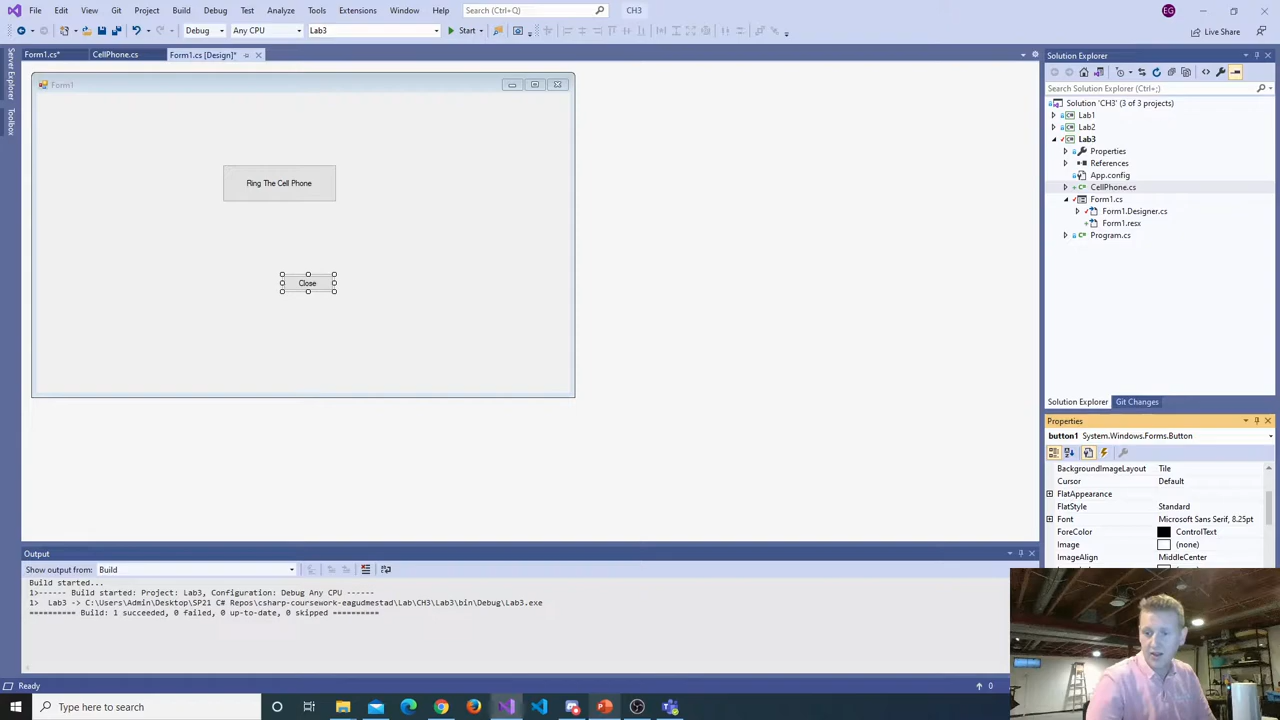 File Edit View Git Project Build Debug Test Analyze Tools Extensions Window Help Search (Ctrl+Q) CH3 EG
Debug Any CPU Lab3 Start Live Share
Form1.cs* CellPhone.cs Form1.cs [Design]*
Server Explorer
Toolbox
Form1
Ring The Cell Phone
Close
Solution Explorer
Search Solution Explorer (Ctrl+;)
Solution 'CH3' (3 of 3 projects)
Lab1
Lab2
Lab3
Properties
References
App.config
CellPhone.cs
Form1.cs
Form1.Designer.cs
Form1.resx
Program.cs
Solution Explorer Git Changes
Properties
button1 System.Windows.Forms.Button
BackgroundImageLayout Tile
Cursor Default
FlatAppearance
FlatStyle Standard
Font Microsoft Sans Serif, 8.25pt
ForeColor ControlText
Image (none)
ImageAlign MiddleCenter
Output
Show output from: Build
Build started...
1>------ Build started: Project: Lab3, Configuration: Debug Any CPU ------
1> Lab3 -> C:\Users\Admin\Desktop\SP21 C# Repos\csharp-coursework-eagudmestad\Lab\CH3\Lab3\bin\Debug\Lab3.exe
========== Build: 1 succeeded, 0 failed, 0 up-to-date, 0 skipped ==========
Ready 0
Type here to search